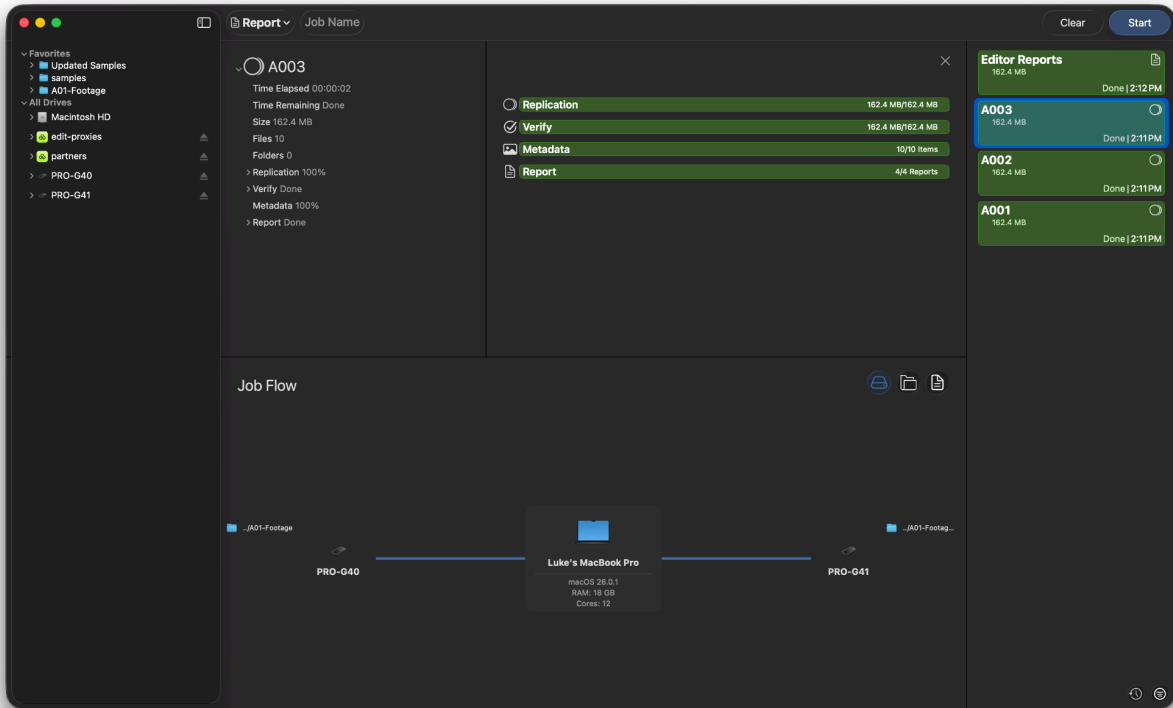 Report
Job Name
Clear
Start
Favorites
Updated Samples
samples
A01-Footage
All Drives
Macintosh HD
edit-proxies
partners
PRO-G40
PRO-G41
A003
Time Elapsed 00:00:02
Time Remaining Done
Size 162.4 MB
Files 10
Folders 0
Replication 100%
Verify Done
Metadata 100%
Report Done
Replication 162.4 MB/162.4 MB
Verify 162.4 MB/162.4 MB
Metadata 10/10 Items
Report 4/4 Reports
Editor Reports
162.4 MB
Done | 2:12 PM
A003
162.4 MB
Done | 2:11 PM
A002
162.4 MB
Done | 2:11 PM
A001
162.4 MB
Done | 2:11 PM
Job Flow
../A01-Footage
PRO-G40
Luke's MacBook Pro
macOS 26.0.1
RAM: 18 GB
Cores: 12
../A01-Footag...
PRO-G41